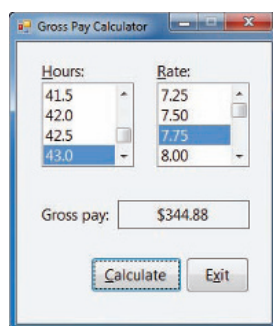 Gross Pay Calculator
Hours: Rate:
41.5 7.25
42.0 7.50
42.5 7.75
43.0 8.00
Gross pay: $344.88
Calculate Exit